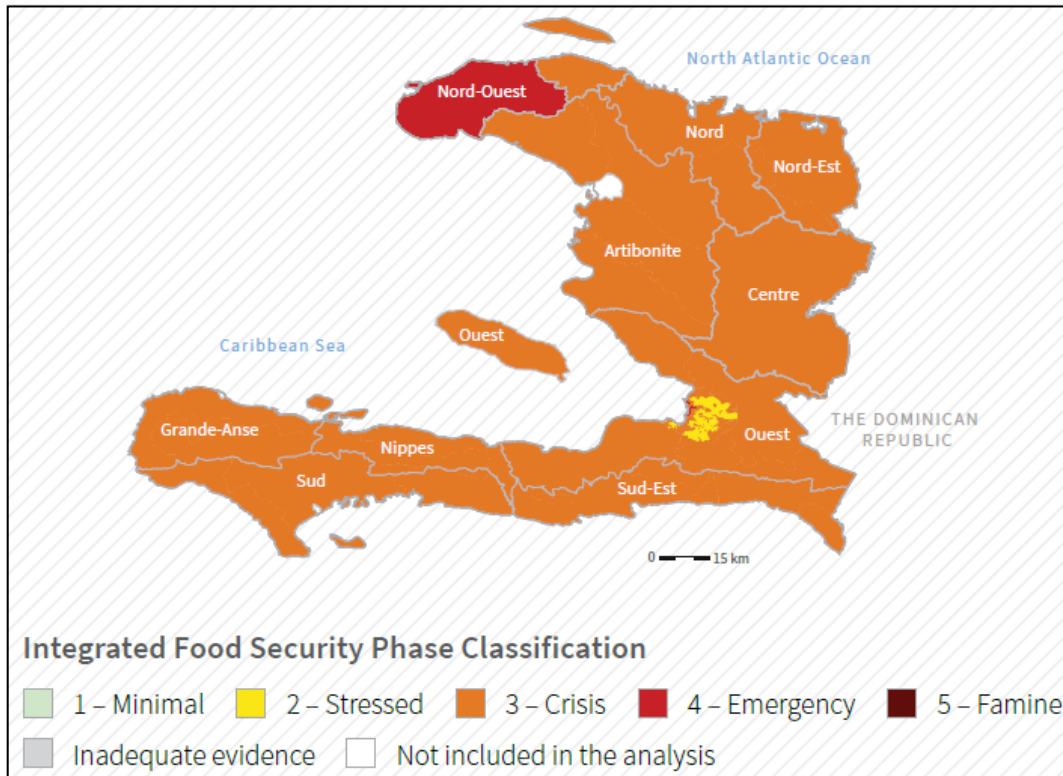 North Atlantic Ocean
Nord-Ouest
Nord
Nord-Est
Artibonite
Centre
Ouest
Caribbean Sea
THE DOMINICAN
REPUBLIC
Grande-Anse
Ouest
Nippes
Sud
Sud-Est
0 15 km
Integrated Food Security Phase Classification
1 – Minimal 2 – Stressed 3 – Crisis 4 – Emergency 5 – Famine
Inadequate evidence Not included in the analysis